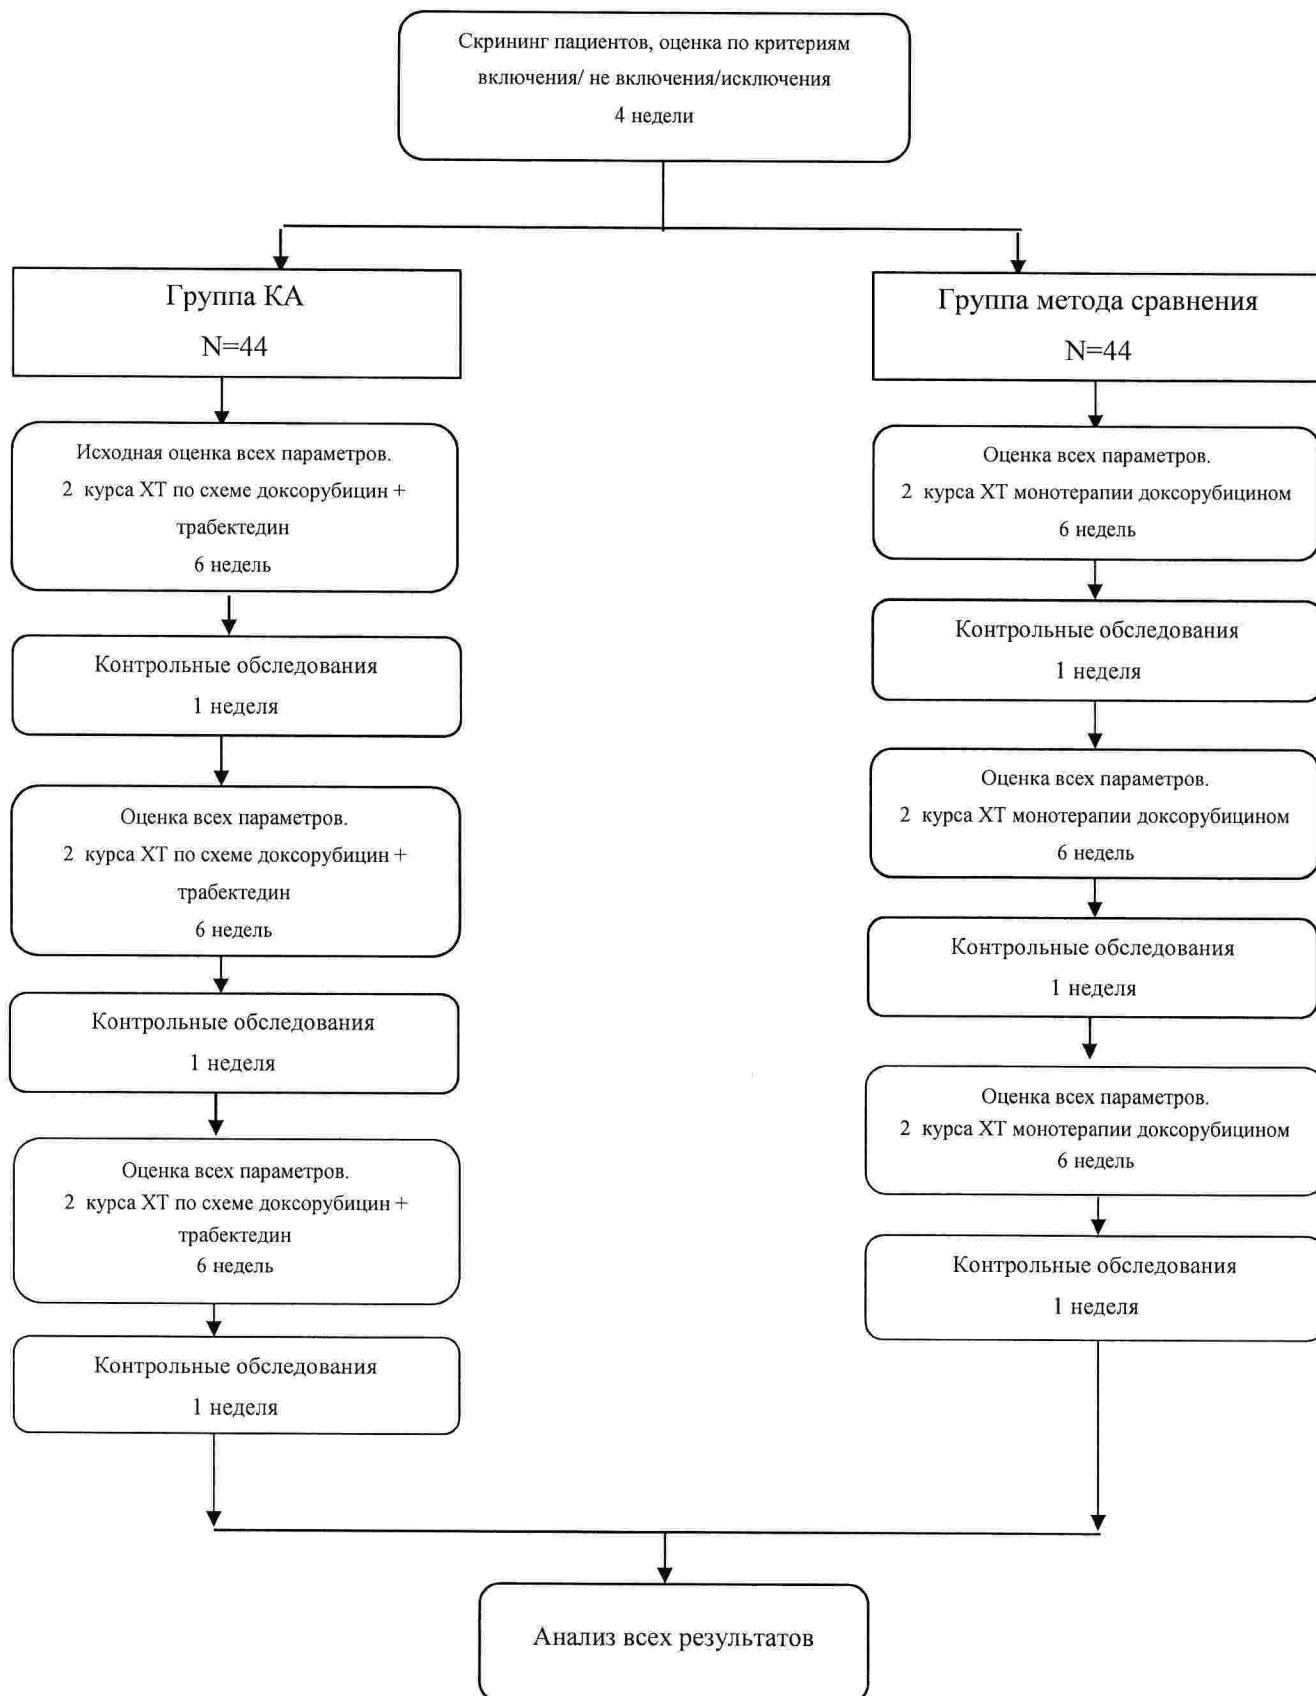 Скрининг пациентов, оценка по критериям
включения/ не включения/исключения
4 недели
Группа КА
N=44
Исходная оценка всех параметров.
2 курса ХТ по схеме доксорубицин +
трабектедин
6 недель
Контрольные обследования
1 неделя
Оценка всех параметров.
2 курса ХТ по схеме доксорубицин +
трабектедин
6 недель
Контрольные обследования
1 неделя
Оценка всех параметров.
2 курса ХТ по схеме доксорубицин +
трабектедин
6 недель
Контрольные обследования
1 неделя
Группа метода сравнения
N=44
Оценка всех параметров.
2 курса ХТ монотерапии доксорубицином
6 недель
Контрольные обследования
1 неделя
Оценка всех параметров.
2 курса ХТ монотерапии доксорубицином
6 недель
Контрольные обследования
1 неделя
Оценка всех параметров.
2 курса ХТ монотерапии доксорубицином
6 недель
Контрольные обследования
1 неделя
Анализ всех результатов